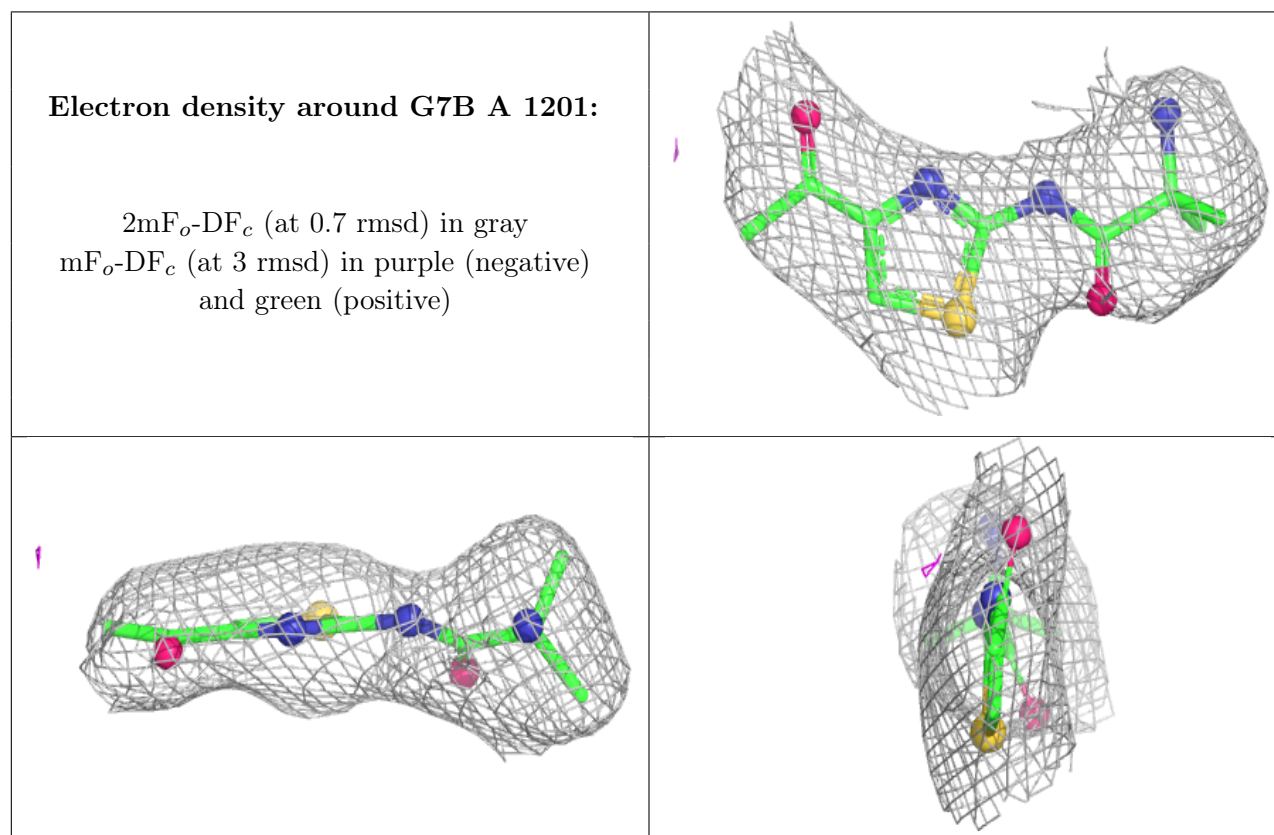 Electron density around G7B A 1201:
2mFo-DFc (at 0.7 rmsd) in gray
mFo-DFc (at 3 rmsd) in purple (negative)
and green (positive)